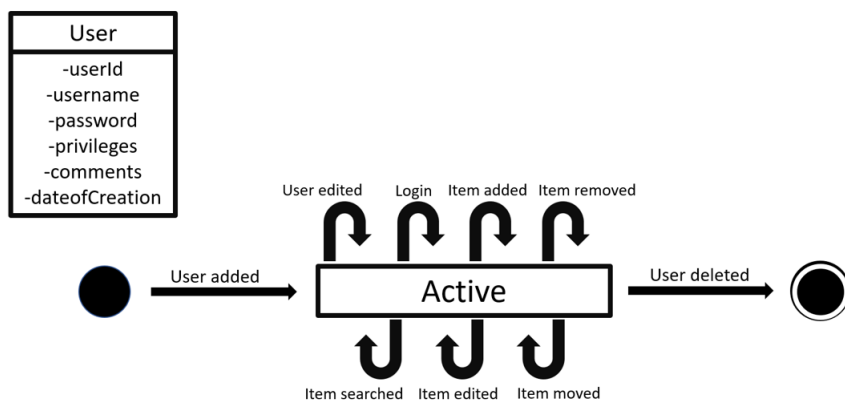 User
-userId
-username
-password
-privileges
-comments
-dateofCreation
User edited
Login
Item added
Item removed
User added
Active
User deleted
Item searched
Item edited
Item moved